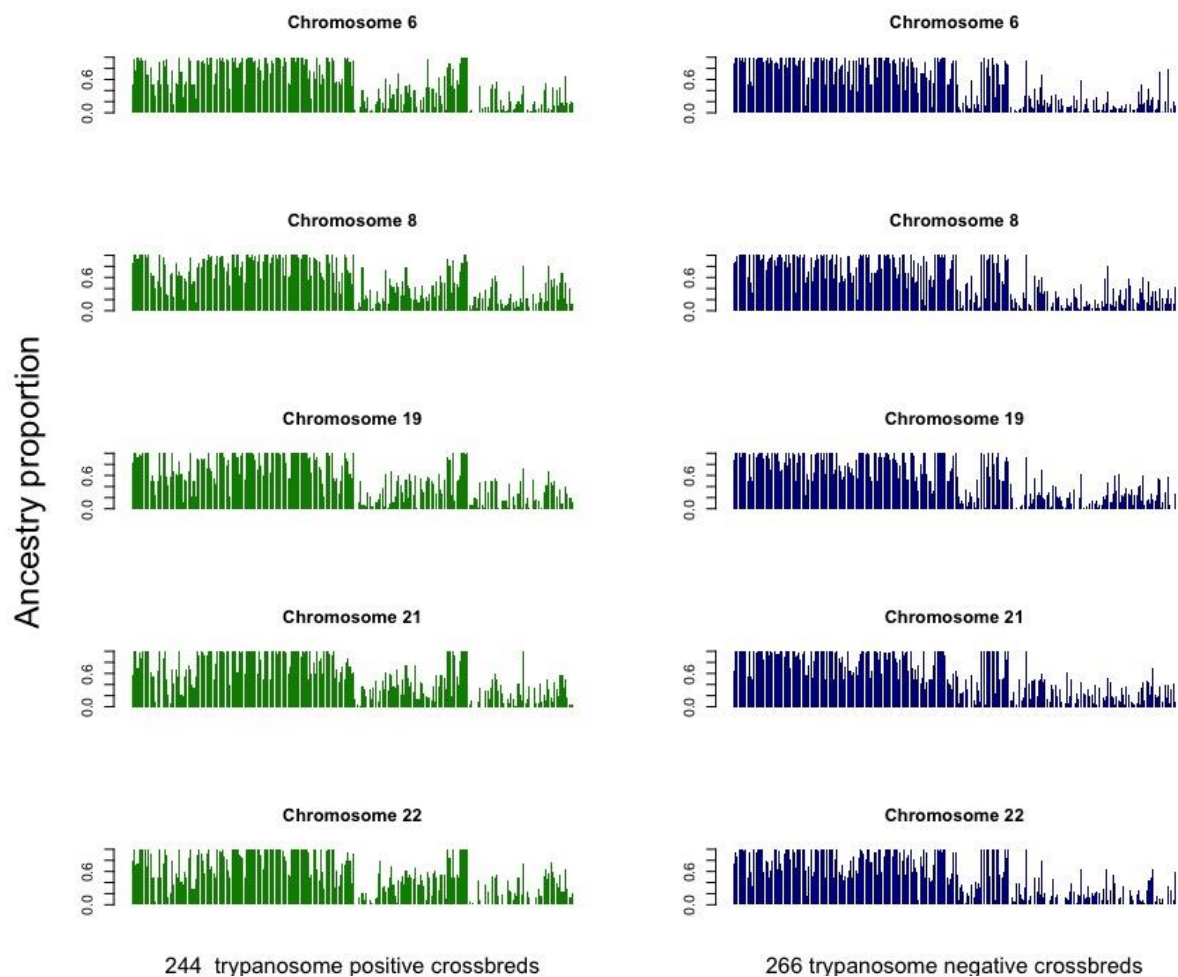 Chromosome 6
0.0 0.6
Chromosome 6
0.0 0.6
Chromosome 8
0.0 0.6
Chromosome 8
0.0 0.6
Ancestry proportion
Chromosome 19
0.0 0.6
Chromosome 19
0.0 0.6
Chromosome 21
0.0 0.6
Chromosome 21
0.0 0.6
Chromosome 22
0.0 0.6
Chromosome 22
0.0 0.6
244 trypanosome positive crossbreds
266 trypanosome negative crossbreds